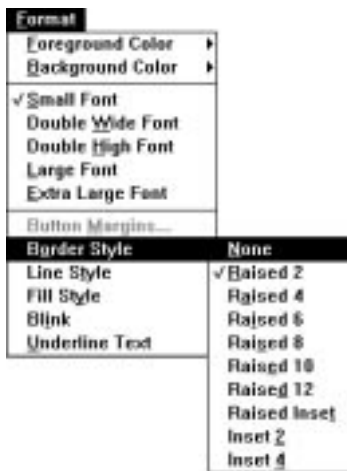 Format
Foreground Color
Background Color
√ Small Font
Double Wide Font
Double High Font
Large Font
Extra Large Font
Button Margins...
Border Style
Line Style
Fill Style
Blink
Underline Text
None
√ Raised 2
Raised 4
Raised 6
Raised 8
Raised 10
Raised 12
Raised Inset
Inset 2
Inset 4